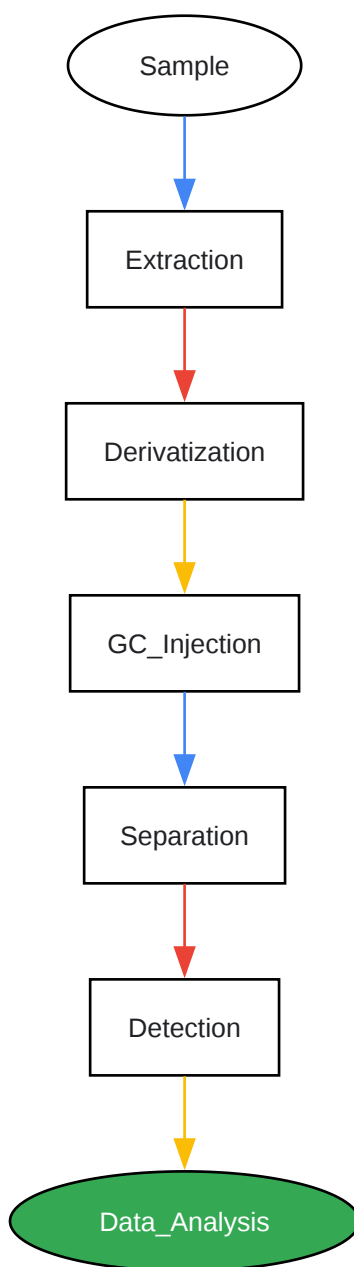 Sample
Extraction
Derivatization
GC_Injection
Separation
Detection
Data_Analysis